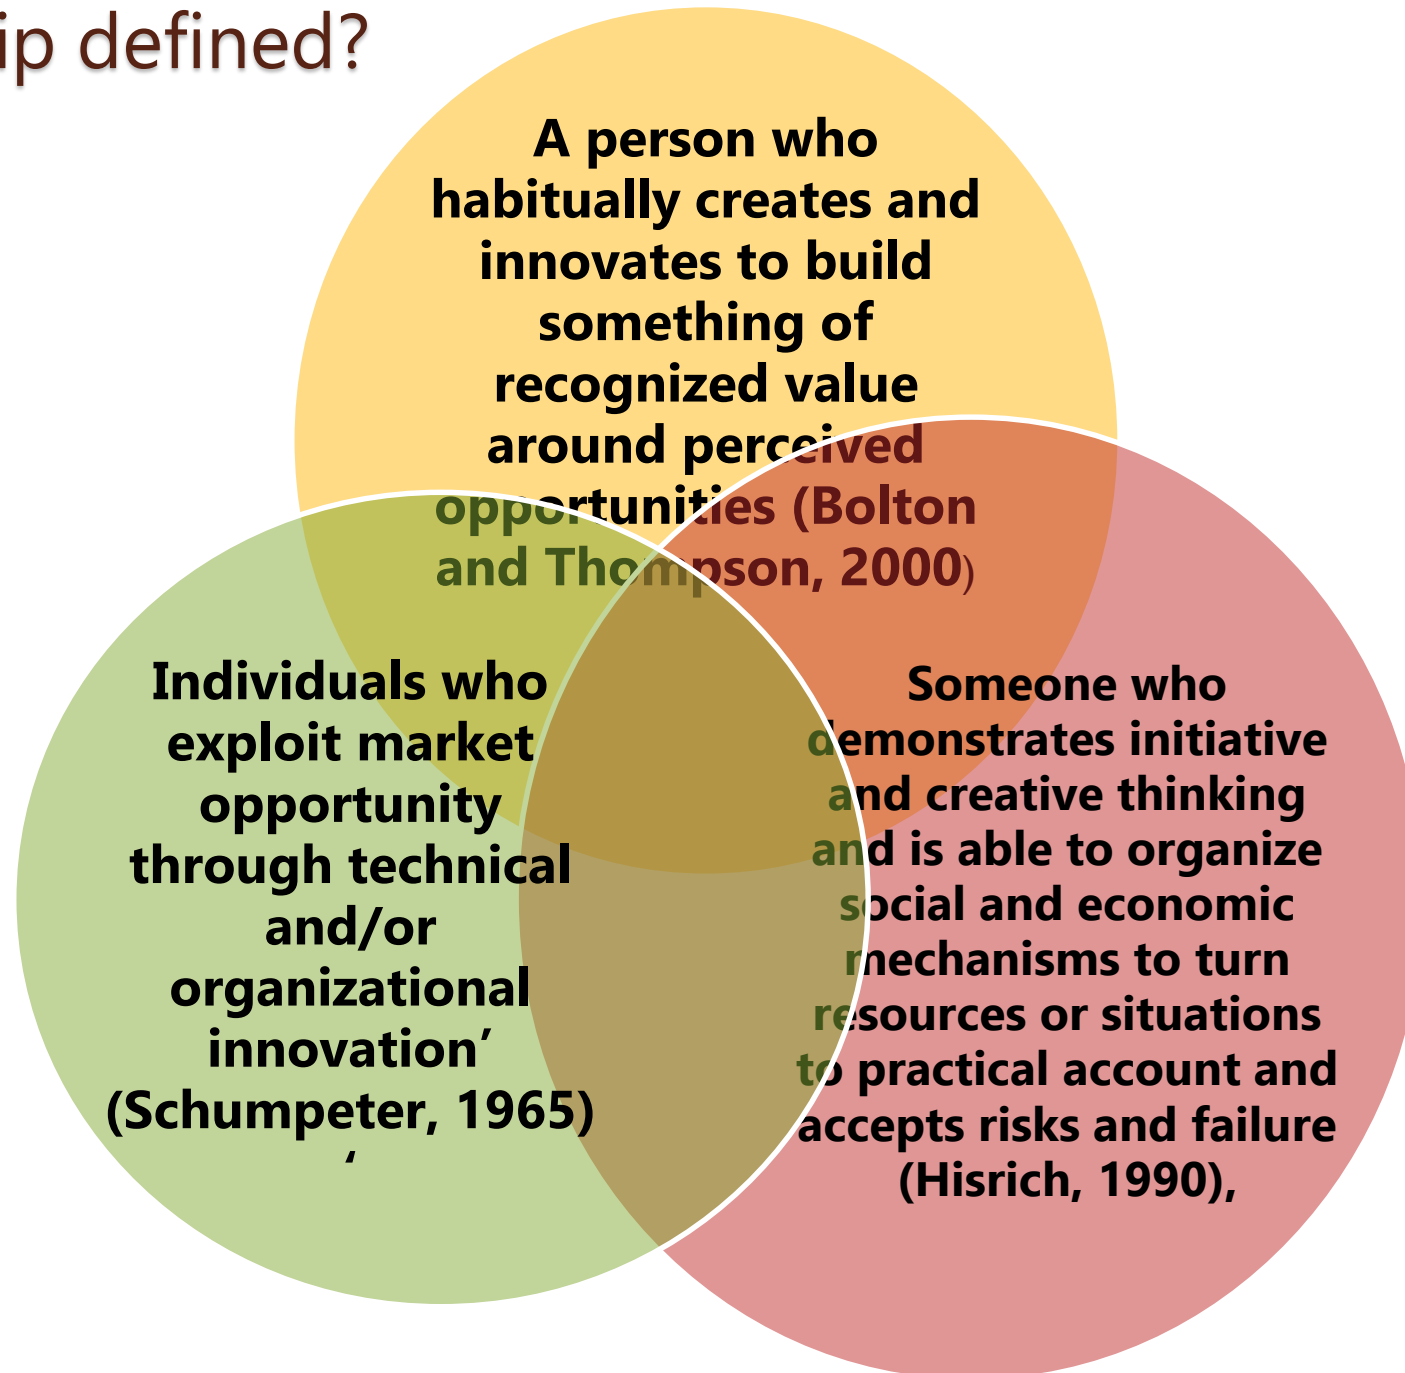 ip defined?
A person who
habitually creates and
innovates to build
something of
recognized value
around perceived
opportunities (Bolton
and Thompson, 2000)
Individuals who
exploit market
opportunity
through technical
and/or
organizational
innovation’
(Schumpeter, 1965)
‘
Someone who
demonstrates initiative
and creative thinking
and is able to organize
social and economic
mechanisms to turn
resources or situations
to practical account and
accepts risks and failure
(Hisrich, 1990),